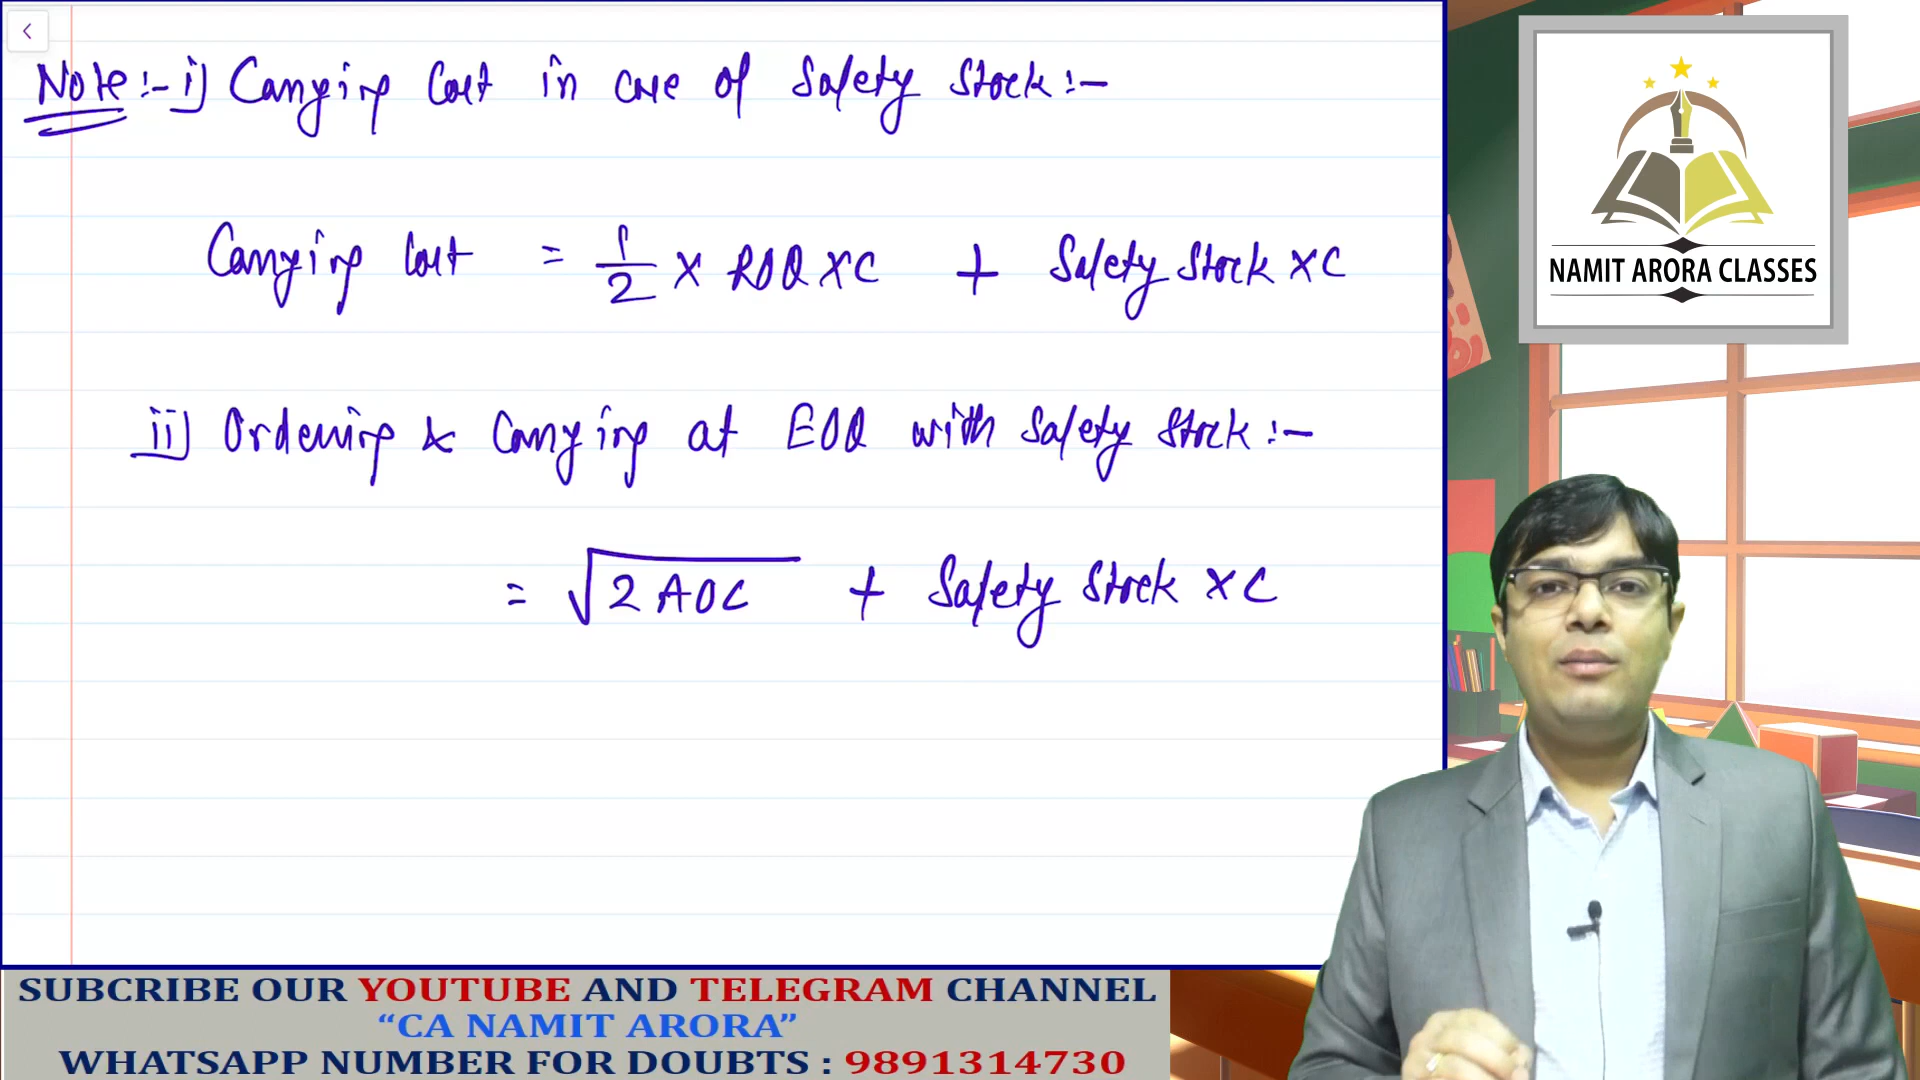 Note:- i) Carrying Cost in case of Safety Stock:-
Carrying Cost = 1/2 × ROQ × C + Safety Stock × C
ii) Ordering & Carrying at EOQ with Safety Stock:-
= √2AOC + Safety Stock × C
NAMIT ARORA CLASSES
SUBCRIBE OUR YOUTUBE AND TELEGRAM CHANNEL
“CA NAMIT ARORA”
WHATSAPP NUMBER FOR DOUBTS : 9891314730